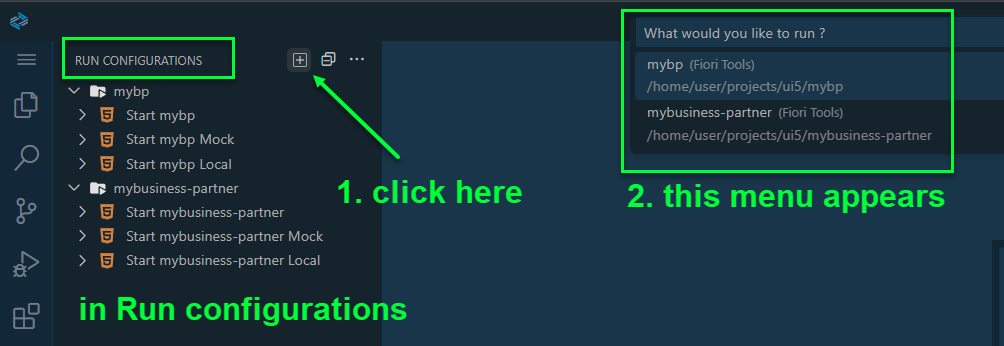 RUN CONFIGURATIONS
mybp
Start mybp
Start mybp Mock
Start mybp Local
mybusiness-partner
Start mybusiness-partner
Start mybusiness-partner Mock
Start mybusiness-partner Local
in Run configurations
1. click here
What would you like to run ?
mybp (Fiori Tools)
/home/user/projects/ui5/mybp
mybusiness-partner (Fiori Tools)
/home/user/projects/ui5/mybusiness-partner
2. this menu appears